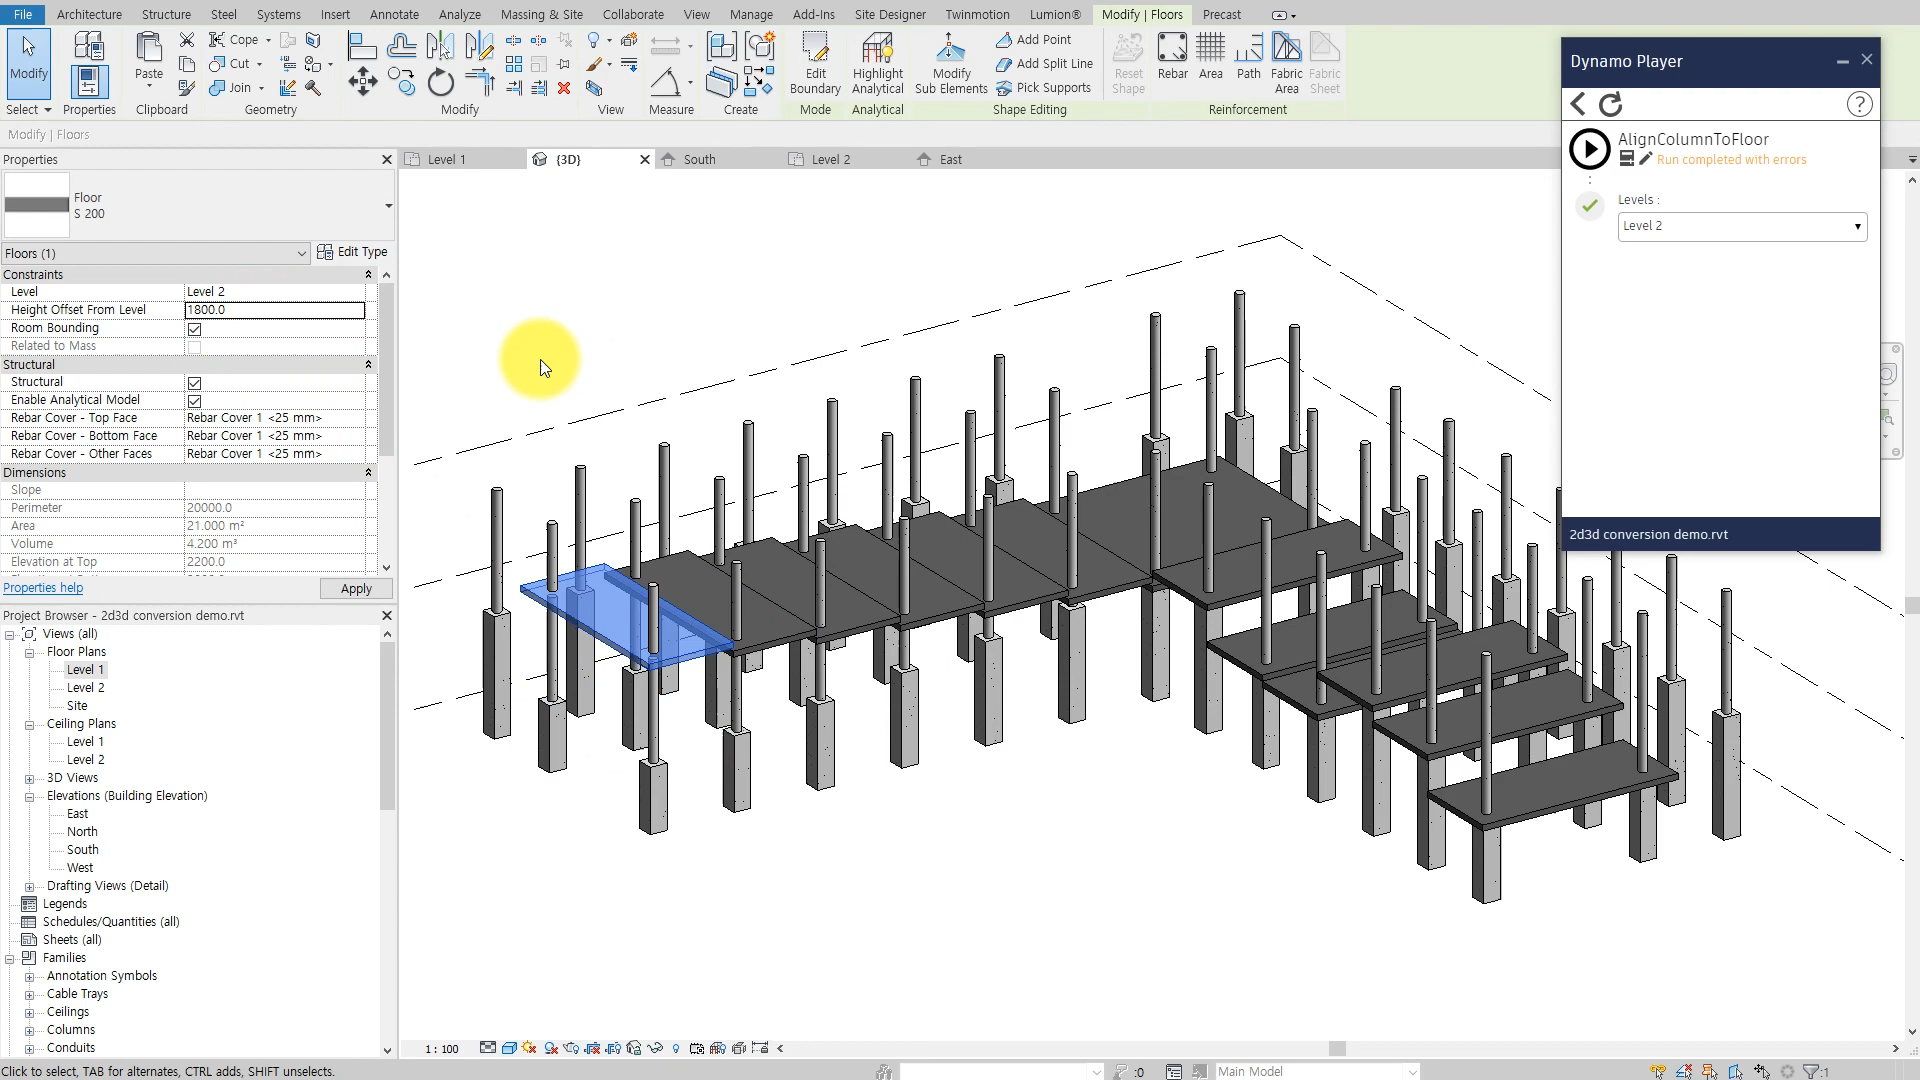 File Architecture Structure Steel Systems Insert Annotate Analyze Massing & Site Collaborate View Manage Add-Ins Site Designer Twinmotion Lumion® Modify | Floors Precast
Modify
Select
Properties
Paste
Cope
Cut
Join
Clipboard
Geometry
Modify
View
Measure
Create
Edit
Boundary
Mode
Highlight
Analytical
Analytical
Modify
Sub Elements
Add Point
Add Split Line
Pick Supports
Reset
Shape
Shape Editing
Rebar
Area
Path
Fabric
Area
Fabric
Sheet
Reinforcement
Modify | Floors
Properties
Floor
S 200
Floors (1)
Edit Type
Constraints
Level Level 2
Height Offset From Level 1800.0
Room Bounding
Related to Mass
Structural
Structural
Enable Analytical Model
Rebar Cover - Top Face Rebar Cover 1 <25 mm>
Rebar Cover - Bottom Face Rebar Cover 1 <25 mm>
Rebar Cover - Other Faces Rebar Cover 1 <25 mm>
Dimensions
Slope
Perimeter 20000.0
Area 21.000 m²
Volume 4.200 m³
Elevation at Top 2200.0
Properties help
Apply
Project Browser - 2d3d conversion demo.rvt
Views (all)
Floor Plans
Level 1
Level 2
Site
Ceiling Plans
Level 1
Level 2
3D Views
Elevations (Building Elevation)
East
North
South
West
Drafting Views (Detail)
Legends
Schedules/Quantities (all)
Sheets (all)
Families
Annotation Symbols
Cable Trays
Ceilings
Columns
Conduits
Level 1
{3D}
South
Level 2
East
Dynamo Player
AlignColumnToFloor
Run completed with errors
Levels :
Level 2
2d3d conversion demo.rvt
1 : 100
Click to select, TAB for alternates, CTRL adds, SHIFT unselects.
:0
Main Model
:1